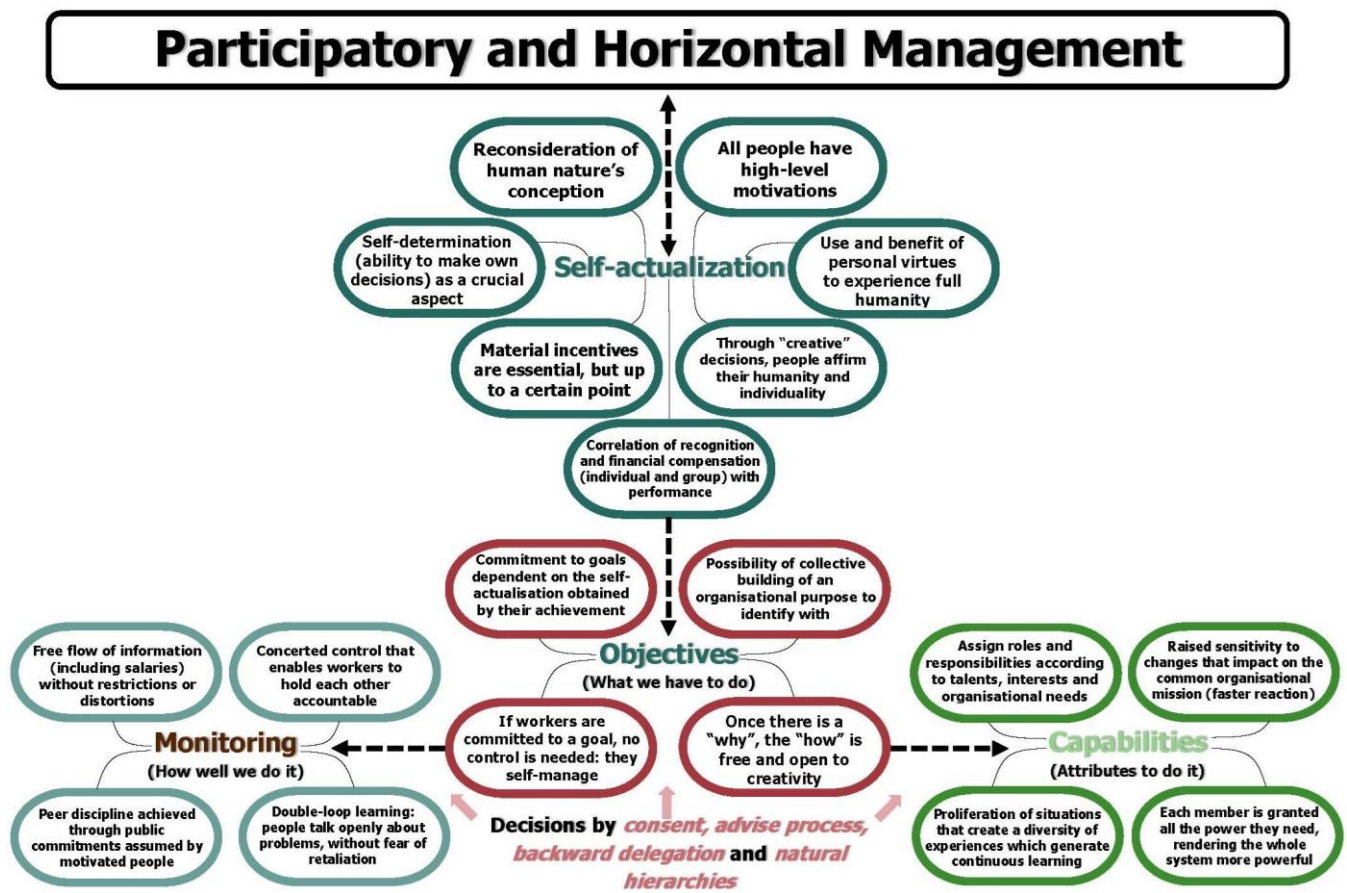 Participatory and Horizontal Management
Reconsideration of
human nature's
conception
All people have
high-level
motivations
Self-determination
(ability to make own
decisions) as a crucial
aspect
Self-actualization
Use and benefit of
personal virtues
to experience full
humanity
Material incentives
are essential, but up
to a certain point
Through “creative”
decisions, people affirm
their humanity and
individuality
Correlation of recognition
and financial compensation
(individual and group) with
performance
Commitment to goals
dependent on the self-
actualisation obtained
by their achievement
Possibility of collective
building of an
organisational purpose to
identify with
Objectives
(What we have to do)
If workers are
committed to a goal, no
control is needed: they
self-manage
Once there is a
“why”, the “how” is
free and open to
creativity
Free flow of information
(including salaries)
without restrictions or
distortions
Concerted control that
enables workers to
hold each other
accountable
Monitoring
(How well we do it)
Peer discipline achieved
through public
commitments assumed by
motivated people
Double-loop learning:
people talk openly about
problems, without fear of
retaliation
Assign roles and
responsibilities according
to talents, interests and
organisational needs
Raised sensitivity to
changes that impact on the
common organisational
mission (faster reaction)
Capabilities
(Attributes to do it)
Proliferation of situations
that create a diversity of
experiences which generate
continuous learning
Each member is granted
all the power they need,
rendering the whole
system more powerful
Decisions by consent, advise process,
backward delegation and natural
hierarchies